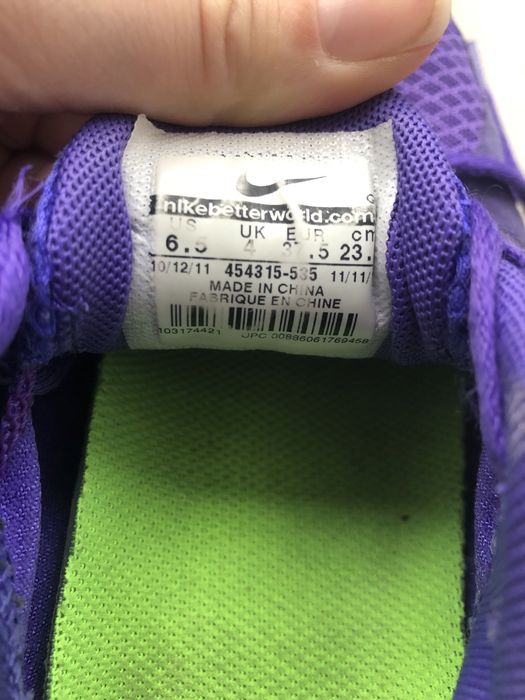 nikebetterworld.com
US UK EUR cm
6.5 4 37.5 23.
10/12/11 454315-535 11/11/
MADE IN CHINA
FABRIQUE EN CHINE
103174421 UPC 00886061769458